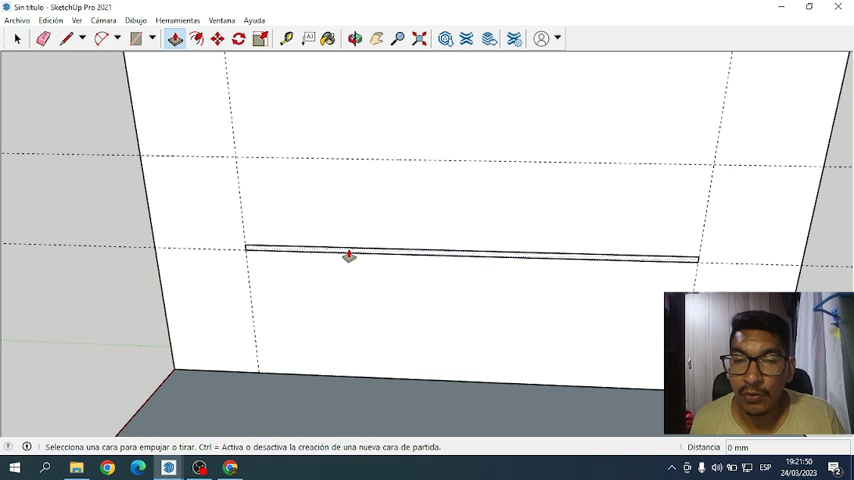 Sin título - SketchUp Pro 2021
Archivo Edición Ver Cámara Dibujo Herramientas Ventana Ayuda
A1
Selecciona una cara para empujar o tirar. Ctrl = Activa o desactiva la creación de una nueva cara de partida.
Distancia 0 mm
ESP
19:21:50
24/03/2023
2